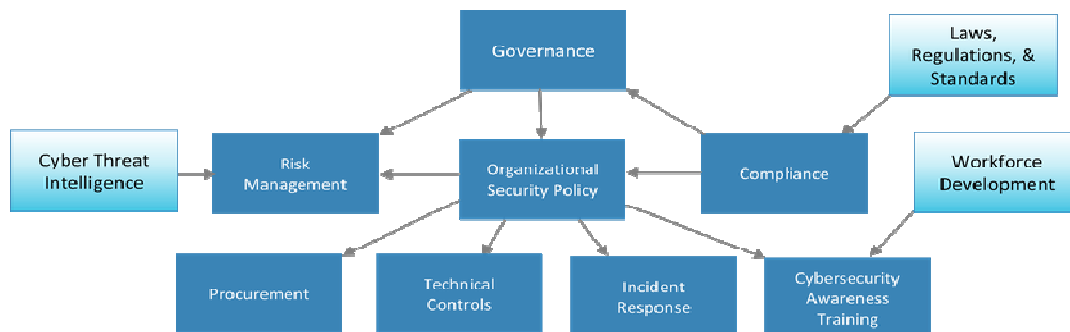 Governance
Laws,
Regulations, &
Standards
Cyber Threat
Intelligence
Risk
Management
Organizational
Security Policy
Compliance
Workforce
Development
Procurement
Technical
Controls
Incident
Response
Cybersecurity
Awareness
Training